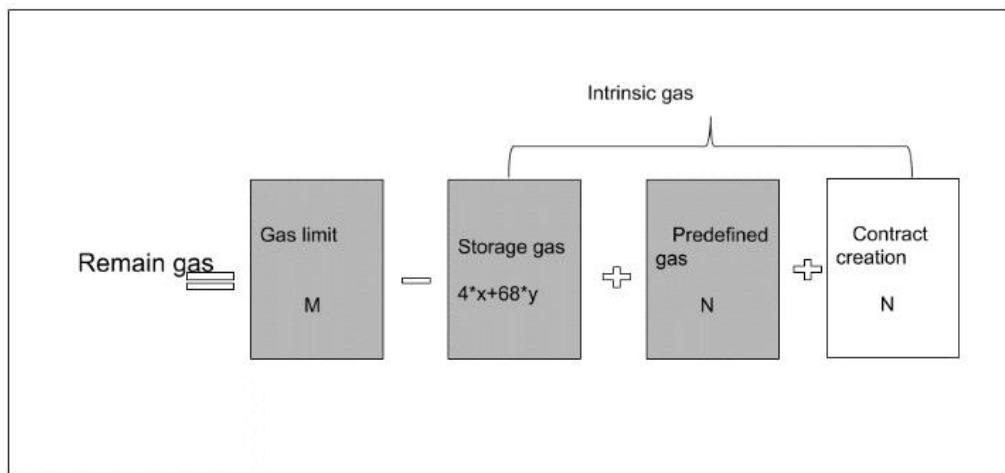 Intrinsic gas
Remain gas
Gas limit
M
Storage gas
4*x+68*y
Predefined
gas
N
Contract
creation
N